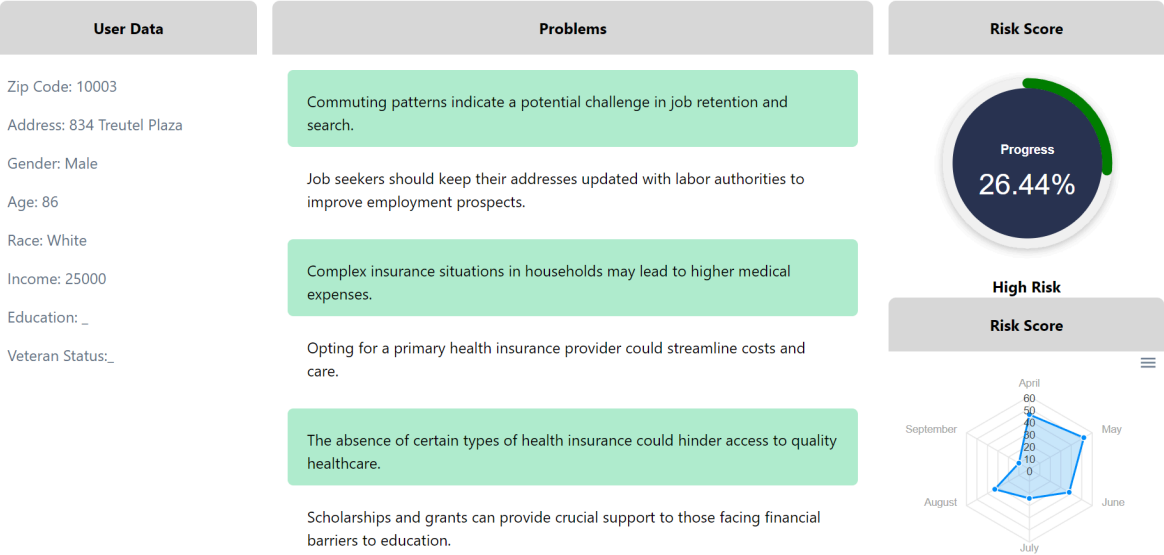 User Data
Zip Code: 10003
Address: 834 Treutel Plaza
Gender: Male
Age: 86
Race: White
Income: 25000
Education: _
Veteran Status:_
Problems
Commuting patterns indicate a potential challenge in job retention and
search.
Job seekers should keep their addresses updated with labor authorities to
improve employment prospects.
Complex insurance situations in households may lead to higher medical
expenses.
Opting for a primary health insurance provider could streamline costs and
care.
The absence of certain types of health insurance could hinder access to quality
healthcare.
Scholarships and grants can provide crucial support to those facing financial
barriers to education.
Risk Score
Progress
26.44%
High Risk
Risk Score
April
60
50
40
30
20
10
0
May
June
July
August
September